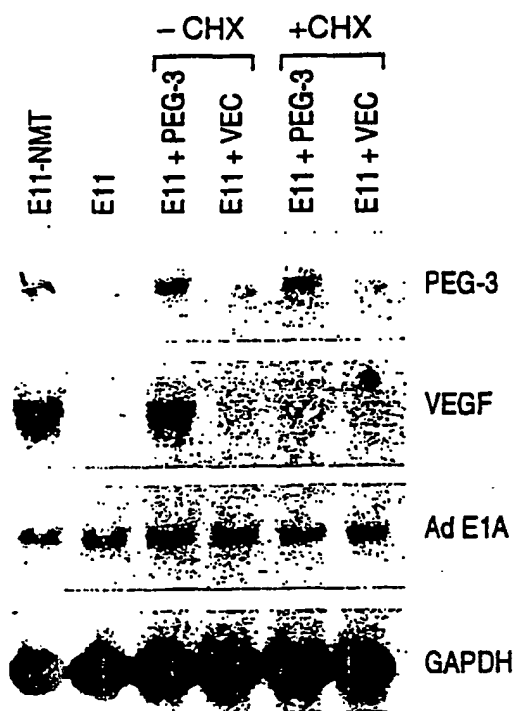 – CHX +CHX
E11-NMT
E11
E11 + PEG-3
E11 + VEC
E11 + PEG-3
E11 + VEC
PEG-3
VEGF
Ad E1A
GAPDH